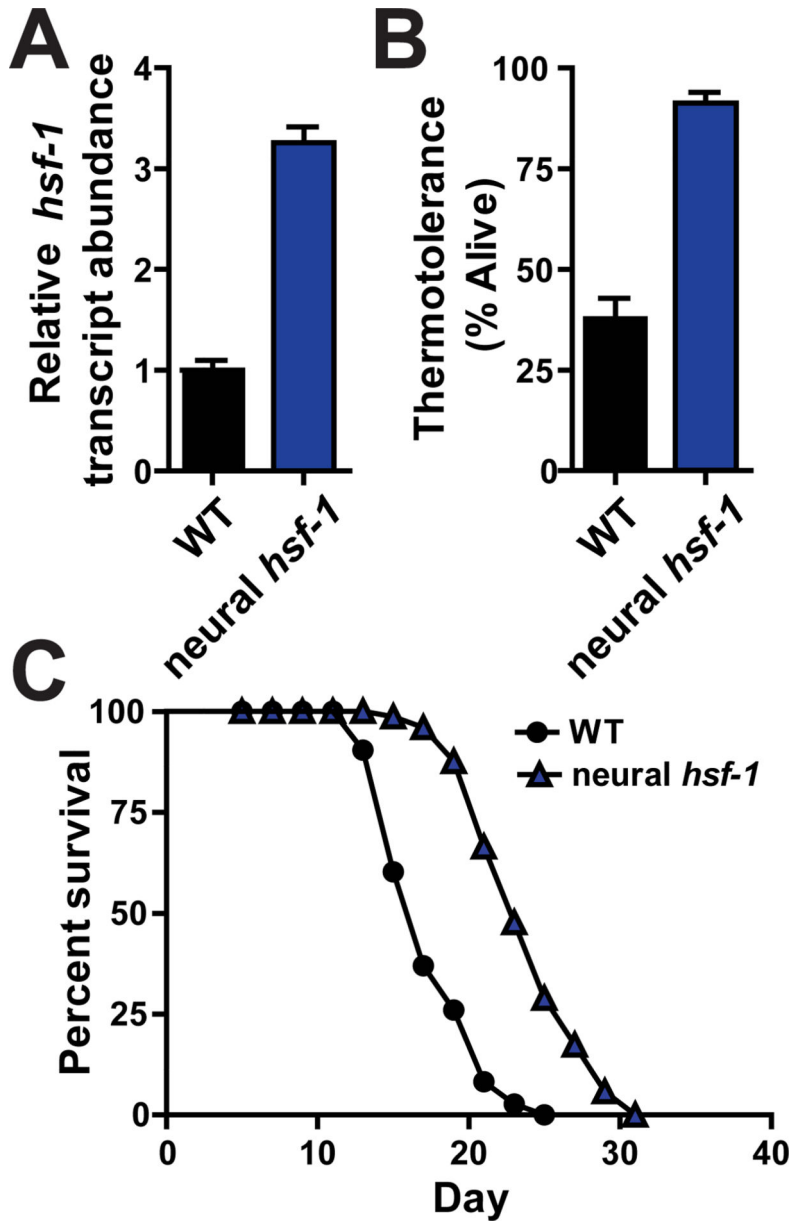 A
Relative hsf-1
transcript abundance
4
3
2
1
0
WT
neural hsf-1
B
Thermotolerance
(% Alive)
100
75
50
25
0
WT
neural hsf-1
C
Percent survival
100
75
50
25
0
WT
neural hsf-1
0 10 20 30 40
Day